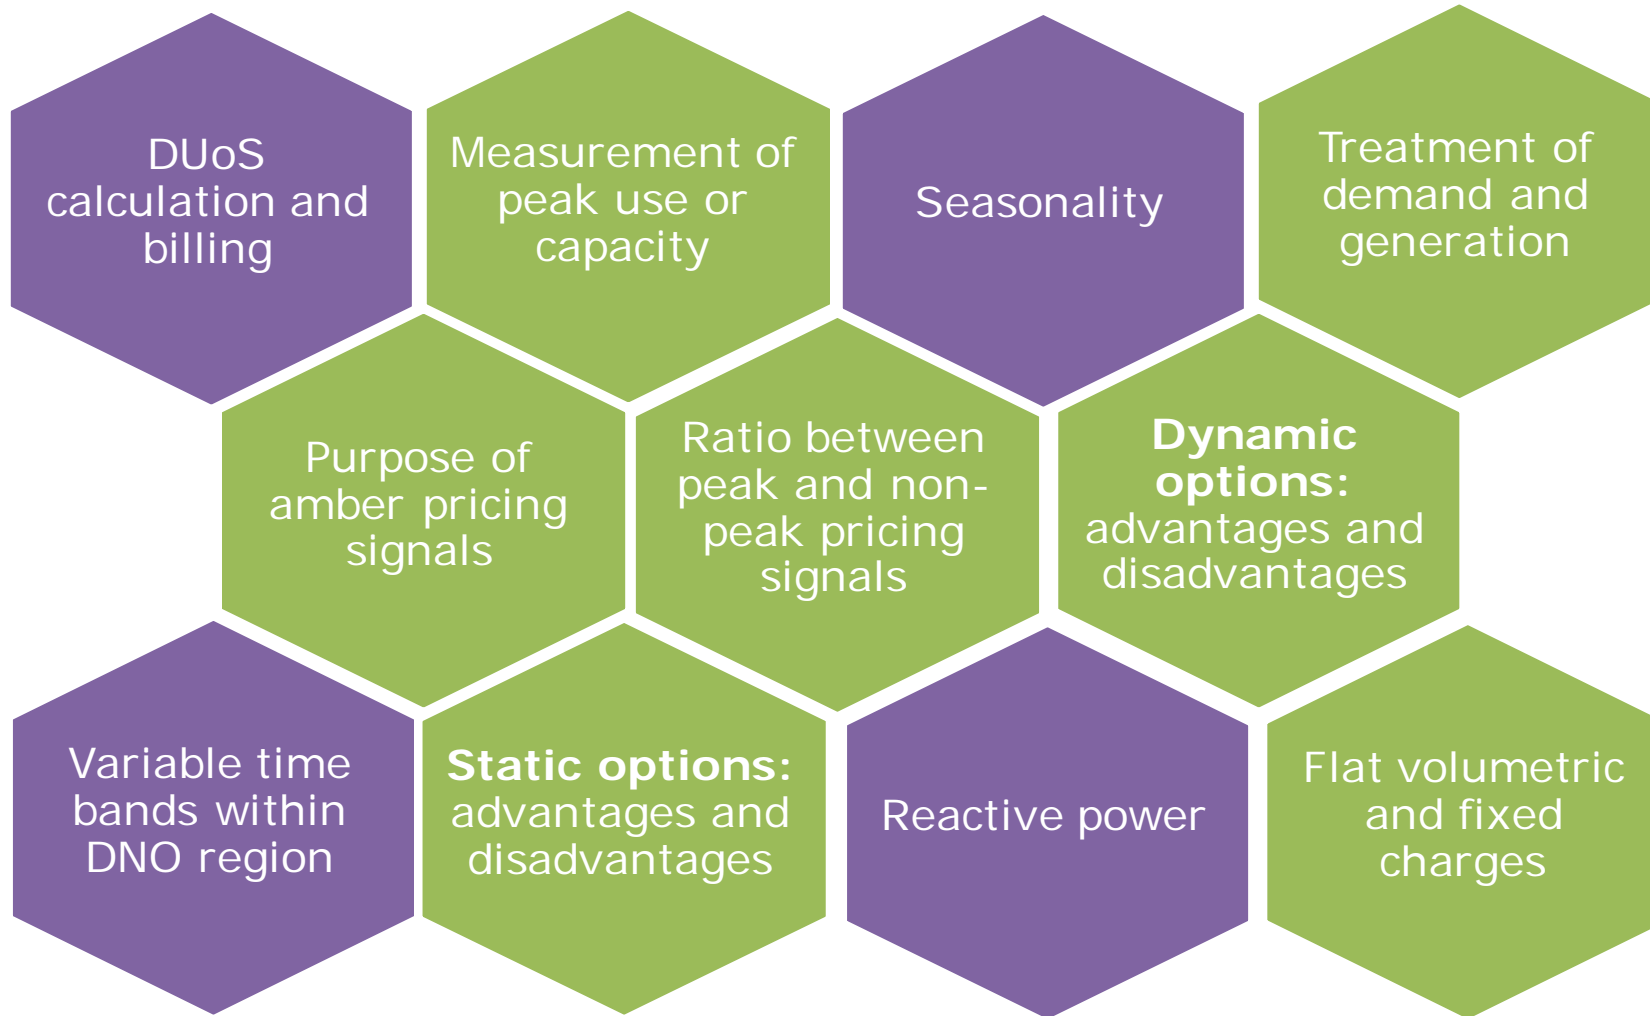 DUoS
calculation and
billing
Measurement of
peak use or
capacity
Seasonality
Treatment of
demand and
generation
Purpose of
amber pricing
signals
Ratio between
peak and non-
peak pricing
signals
Dynamic
options:
advantages and
disadvantages
Variable time
bands within
DNO region
Static options:
advantages and
disadvantages
Reactive power
Flat volumetric
and fixed
charges